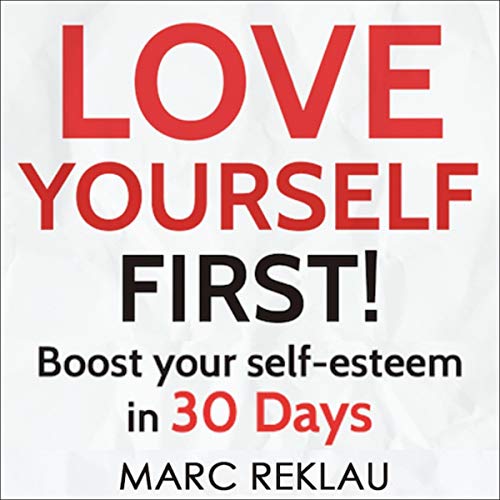 LOVE
YOURSELF
FIRST!
Boost your self-esteem
in 30 Days
MARC REKLAU